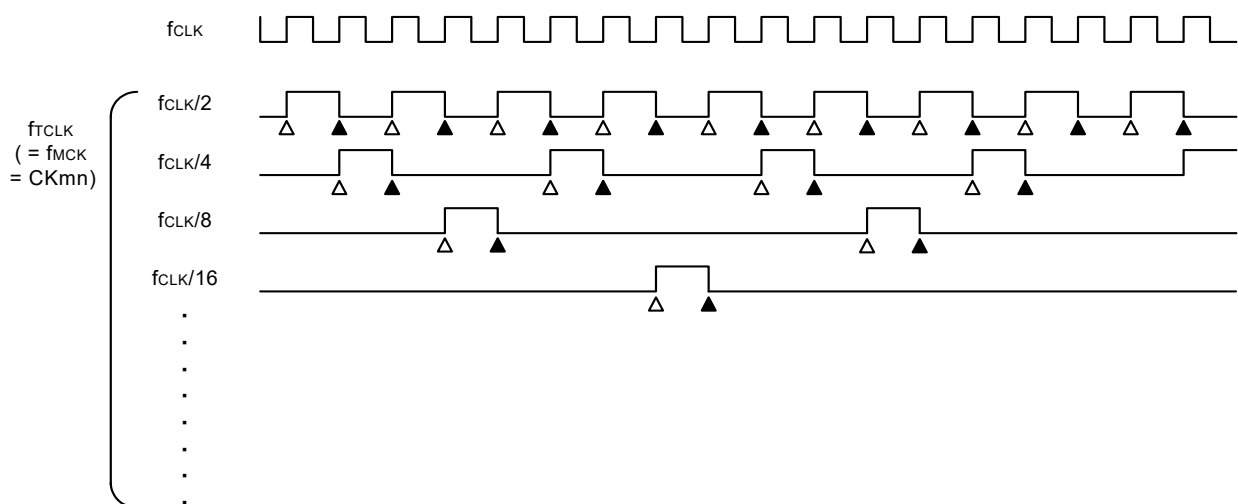 fCLK
fCLK/2
fTCLK
( = fMCK
= CKmn)
fCLK/4
fCLK/8
fCLK/16